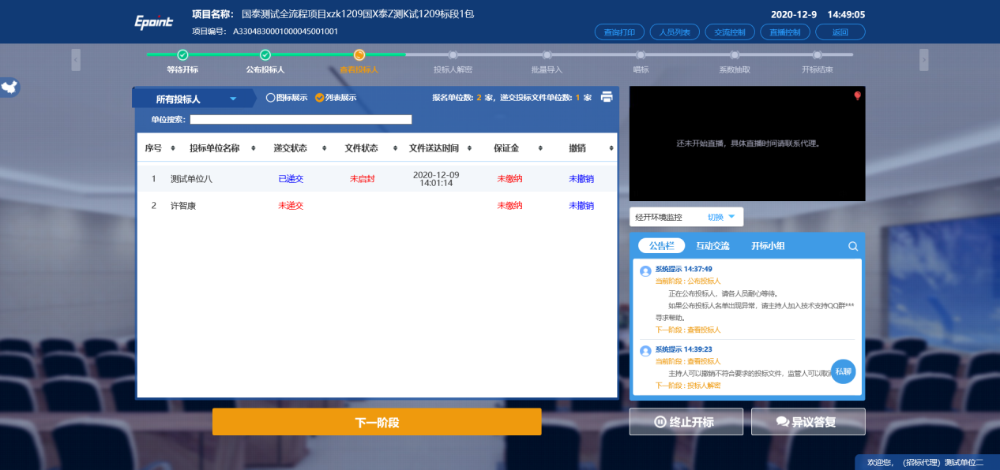 Epoint
项目名称： 国泰测试全流程项目xzk1209国X泰Z测K试1209标段1包
项目编号： A3304830001000045001001
2020-12-9 14:49:05
查询打印 人员列表 交流控制 直播控制 返回
等待开标 公布投标人 查看投标人 投标人解密 批量导入 唱标 系数抽取 开标结束
所有投标人 图标展示 列表展示 报名单位数：2 家，递交投标文件单位数：1 家
单位搜索：
序号 投标单位名称 递交状态 文件状态 文件送达时间 保证金 撤销
1 测试单位八 已递交 未启封 2020-12-09 14:01:14 未缴纳 未撤销
2 许智康 未递交 未缴纳 未撤销
下一阶段
还未开始直播，具体直播时间请联系代理。
经开环境监控 切换
公告栏 互动交流 开标小组
系统提示 14:37:49
当前阶段：公布投标人
正在公布投标人，请各人员耐心等待。
如果公布投标人名单出现异常，请主持人加入技术支持QQ群***
寻求帮助。
下一阶段：查看投标人
系统提示 14:39:23
当前阶段：查看投标人
主持人可以撤销不符合要求的投标文件，监管人可以取
私聊
下一阶段：投标人解密
终止开标 异议答复
欢迎您，（招标代理）测试单位二